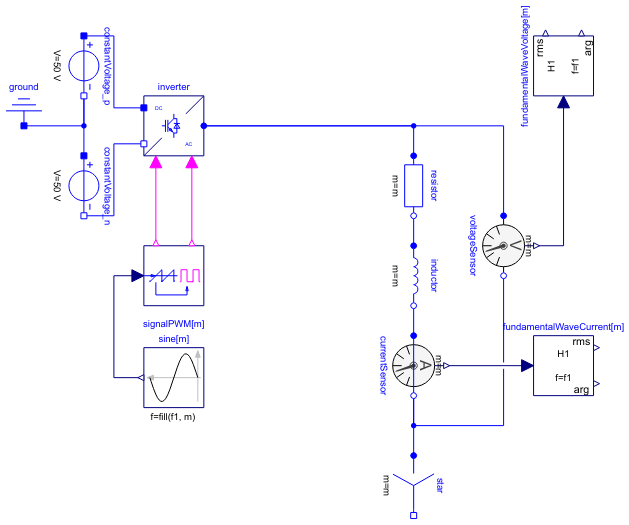 fundamentalWaveVoltage[m]
rms
arg
H1
f=f1
constantVoltage_p
V=50 V
+
-
ground
inverter
DC
AC
constantVoltage_n
V=50 V
+
-
resistor
m=m
voltageSensor
V
m=m
inductor
m=m
signalPWM[m]
sine[m]
f=fill(f1, m)
currentSensor
A
m=m
fundamentalWaveCurrent[m]
rms
H1
f=f1
arg
star
m=m